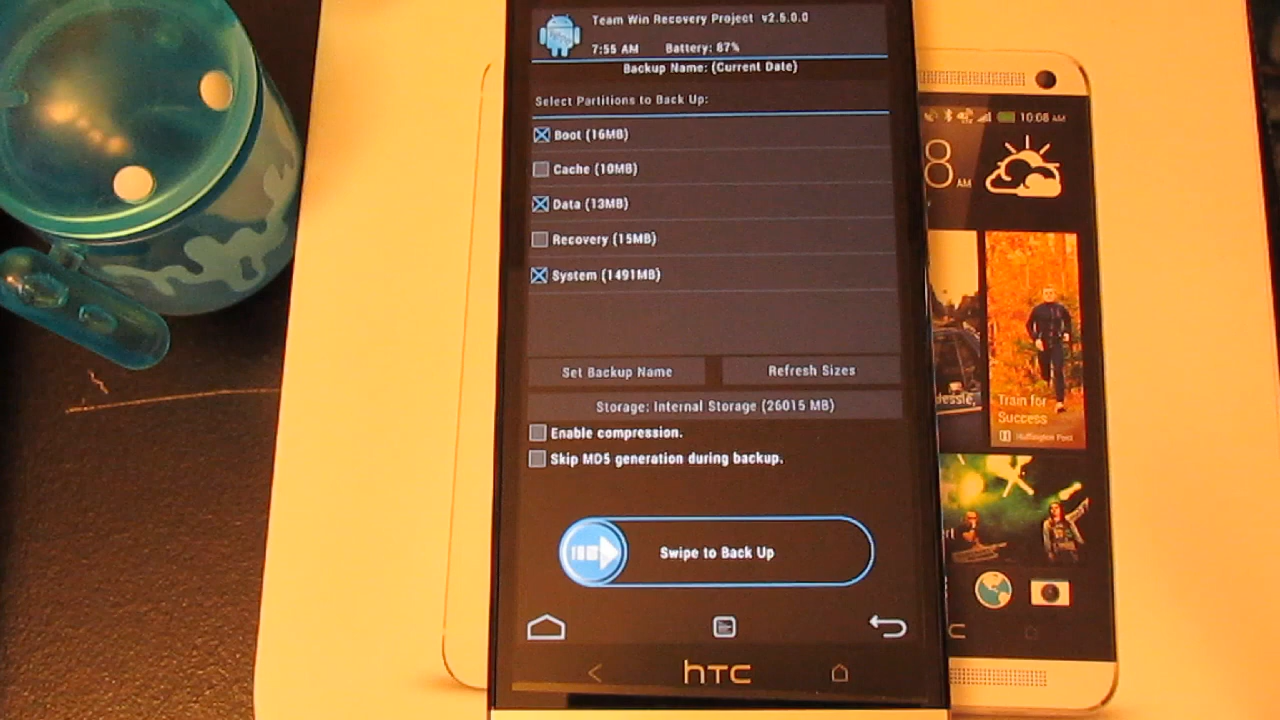 Team Win Recovery Project v2.5.0.0
7:55 AM Battery: 87%
Backup Name: (Current Date)
Select Partitions to Back Up:
Boot (16MB)
Cache (10MB)
Data (13MB)
Recovery (15MB)
System (1491MB)
Set Backup Name Refresh Sizes
Storage: Internal Storage (26015 MB)
Enable compression.
Skip MD5 generation during backup.
Swipe to Back Up
hTC
10:08 AM
8 AM
Train for
Success
Huffington Post